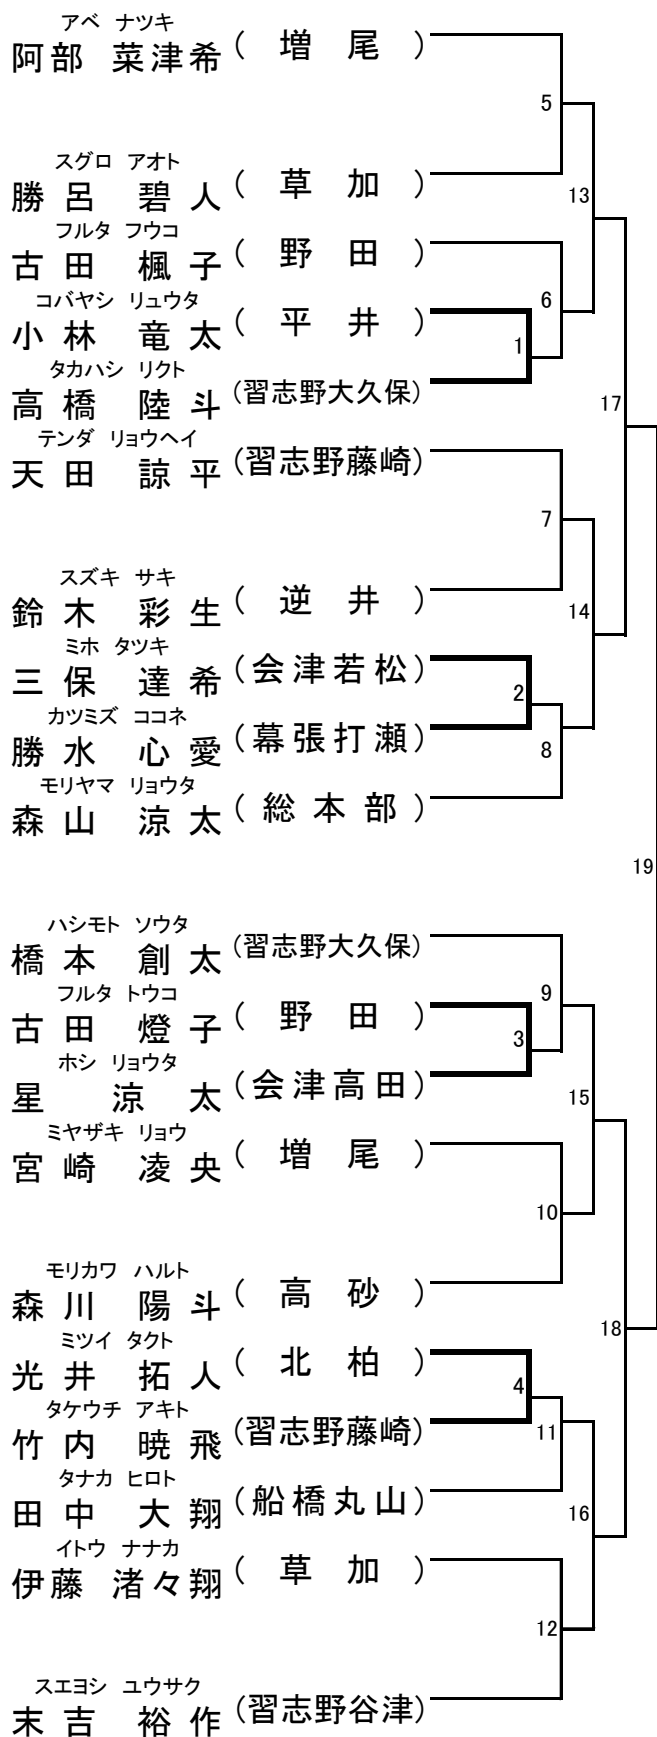 アベ ナツキ
阿部 菜津希 ( 増 尾 )
5
スグロ アオト
勝呂 碧人 ( 草 加 )
13
フルタ フウコ
古田 楓子 ( 野 田 )
6
コバヤシ リュウタ
小林 竜太 ( 平 井 )
1
タカハシ リクト
高橋 陸斗 (習志野大久保)
17
テンダ リョウヘイ
天田 諒平 (習志野藤崎)
7
スズキ サキ
鈴木 彩生 ( 逆 井 )
14
ミホ タツキ
三保 達希 (会津若松)
2
カツミズ ココネ
勝水 心愛 (幕張打瀬)
8
モリヤマ リョウタ
森山 涼太 ( 総 本 部 )
19
ハシモト ソウタ
橋本 創太 (習志野大久保)
9
フルタ トウコ
古田 燈子 ( 野 田 )
3
ホシ リョウタ
星 涼太 (会津高田)
15
ミヤザキ リョウ
宮崎 凌央 ( 増 尾 )
10
モリカワ ハルト
森川 陽斗 ( 高 砂 )
18
ミツイ タクト
光井 拓人 ( 北 柏 )
4
タケウチ アキト
竹内 暁飛 (習志野藤崎)
11
タナカ ヒロト
田中 大翔 (船橋丸山)
16
イトウ ナナカ
伊藤 渚々翔 ( 草 加 )
12
スエヨシ ユウサク
末吉 裕作 (習志野谷津)